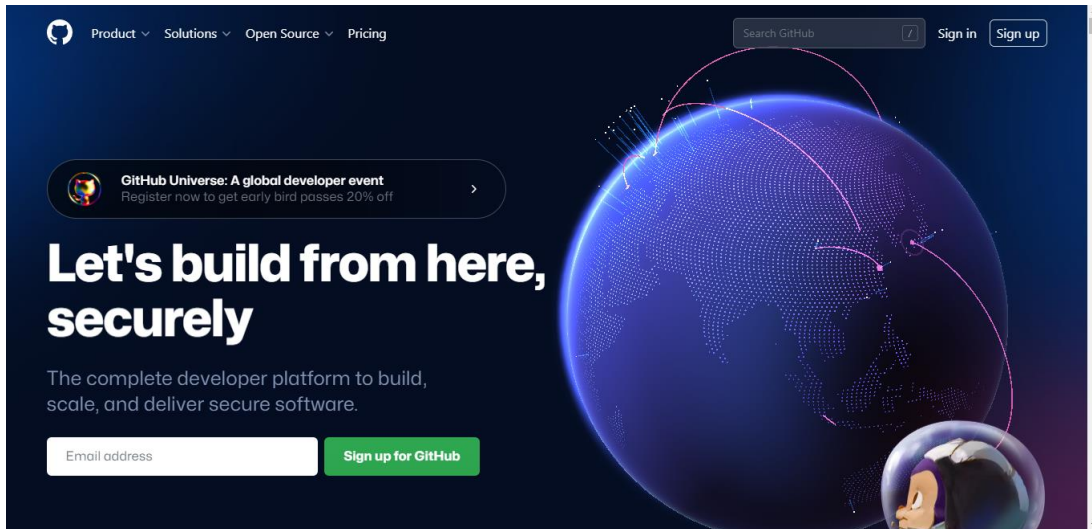 Product
Solutions
Open Source
Pricing
Search GitHub
/
Sign in
Sign up
GitHub Universe: A global developer event
Register now to get early bird passes 20% off
Let's build from here,
securely
The complete developer platform to build,
scale, and deliver secure software.
Email address
Sign up for GitHub